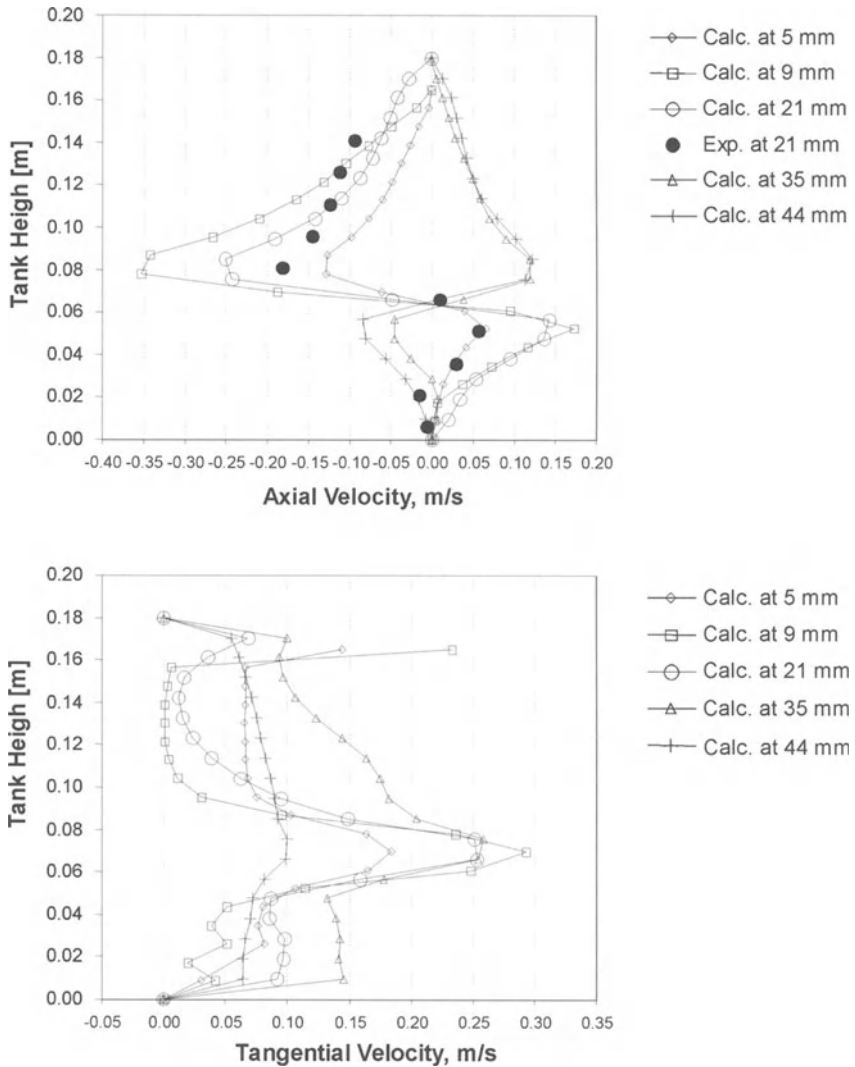 0.20
0.18
0.16
0.14
0.12
0.10
0.08
0.06
0.04
0.02
0.00
Tank Heigh [m]
-0.40 -0.35 -0.30 -0.25 -0.20 -0.15 -0.10 -0.05 0.00 0.05 0.10 0.15 0.20
Axial Velocity, m/s
Calc. at 5 mm
Calc. at 9 mm
Calc. at 21 mm
Exp. at 21 mm
Calc. at 35 mm
Calc. at 44 mm
0.20
0.18
0.16
0.14
0.12
0.10
0.08
0.06
0.04
0.02
0.00
Tank Heigh [m]
-0.05 0.00 0.05 0.10 0.15 0.20 0.25 0.30 0.35
Tangential Velocity, m/s
Calc. at 5 mm
Calc. at 9 mm
Calc. at 21 mm
Calc. at 35 mm
Calc. at 44 mm